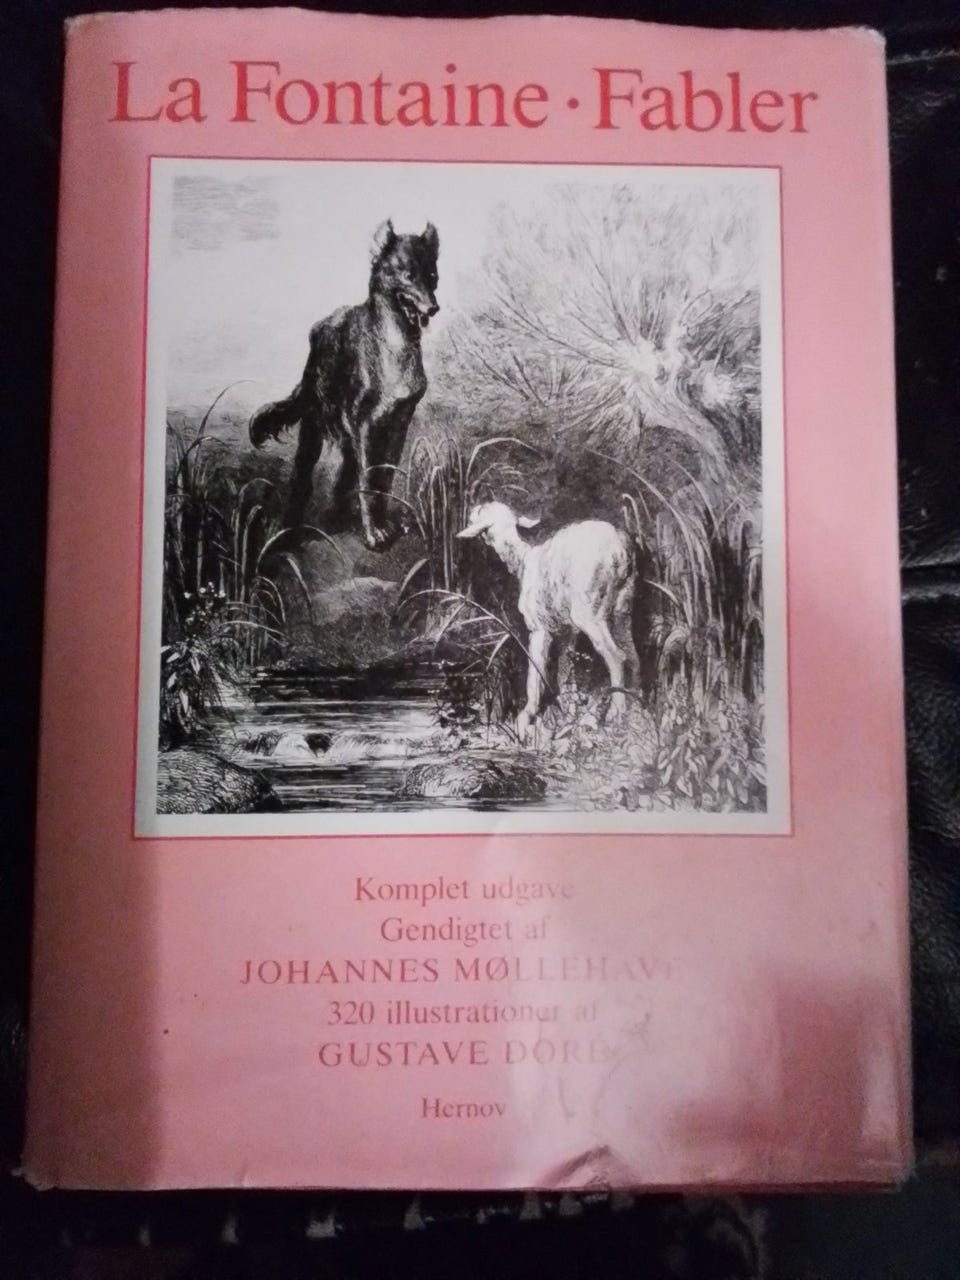 La Fontaine · Fabler
Komplet udgave
Gendigtet af
JOHANNES MØLLEHAVE
320 illustrationer af
GUSTAVE DORÉ
Hernov